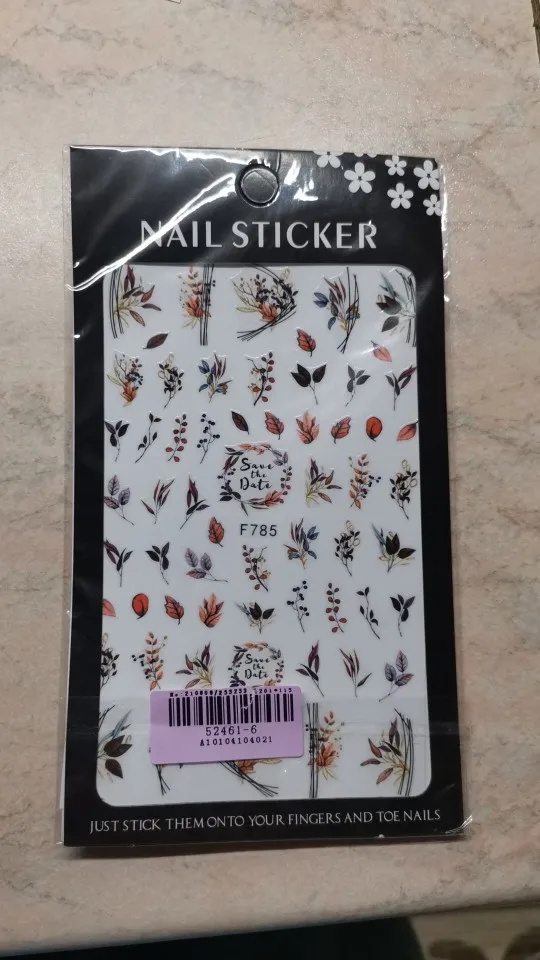 NAIL STICKER
Save
the
Date
F785
Save
the
Date
52461-6
A10104104021
JUST STICK THEM ONTO YOUR FINGERS AND TOE NAILS